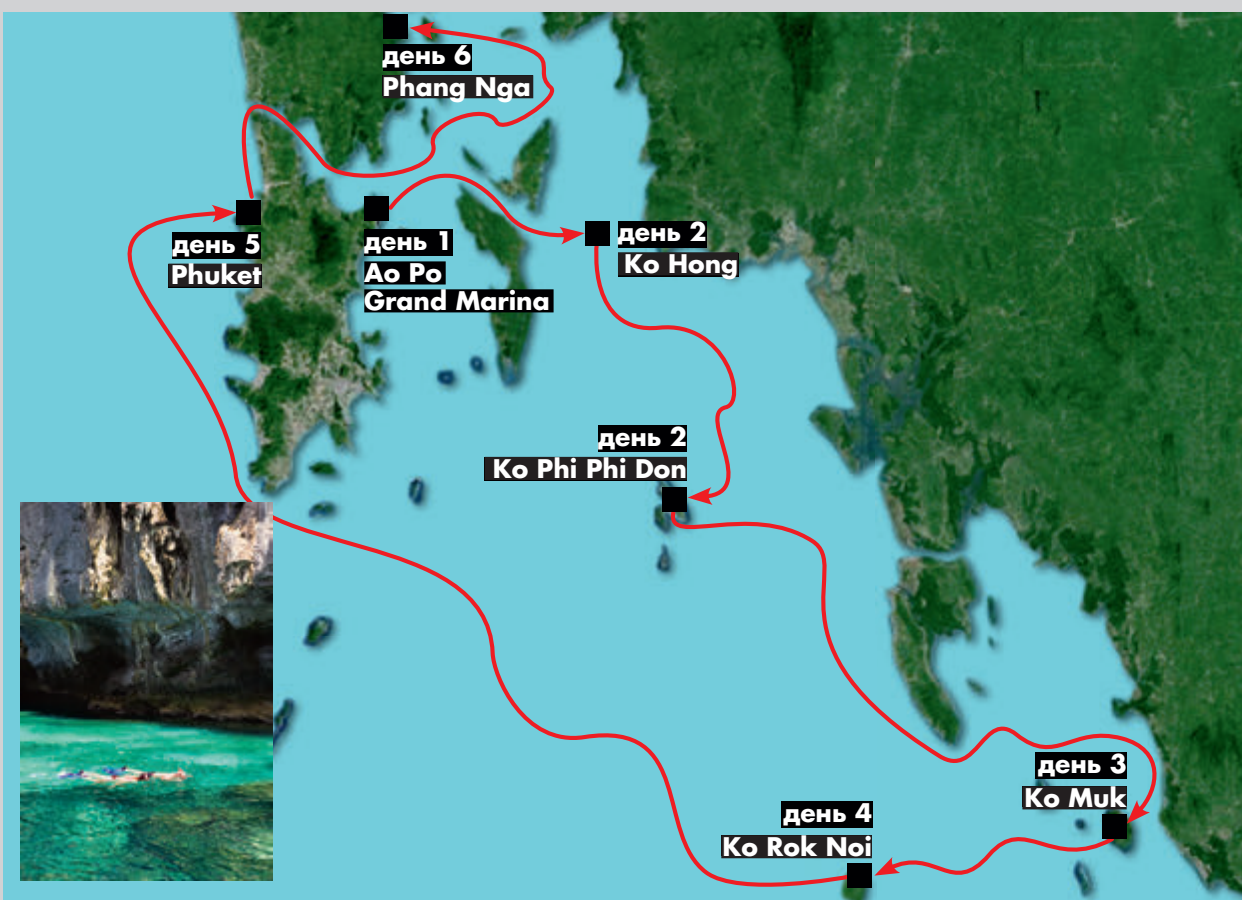 день 6
Phang Nga
день 5
Phuket
день 1
Ao Po
Grand Marina
день 2
Ko Hong
день 2
Ko Phi Phi Don
день 3
Ko Muk
день 4
Ko Rok Noi